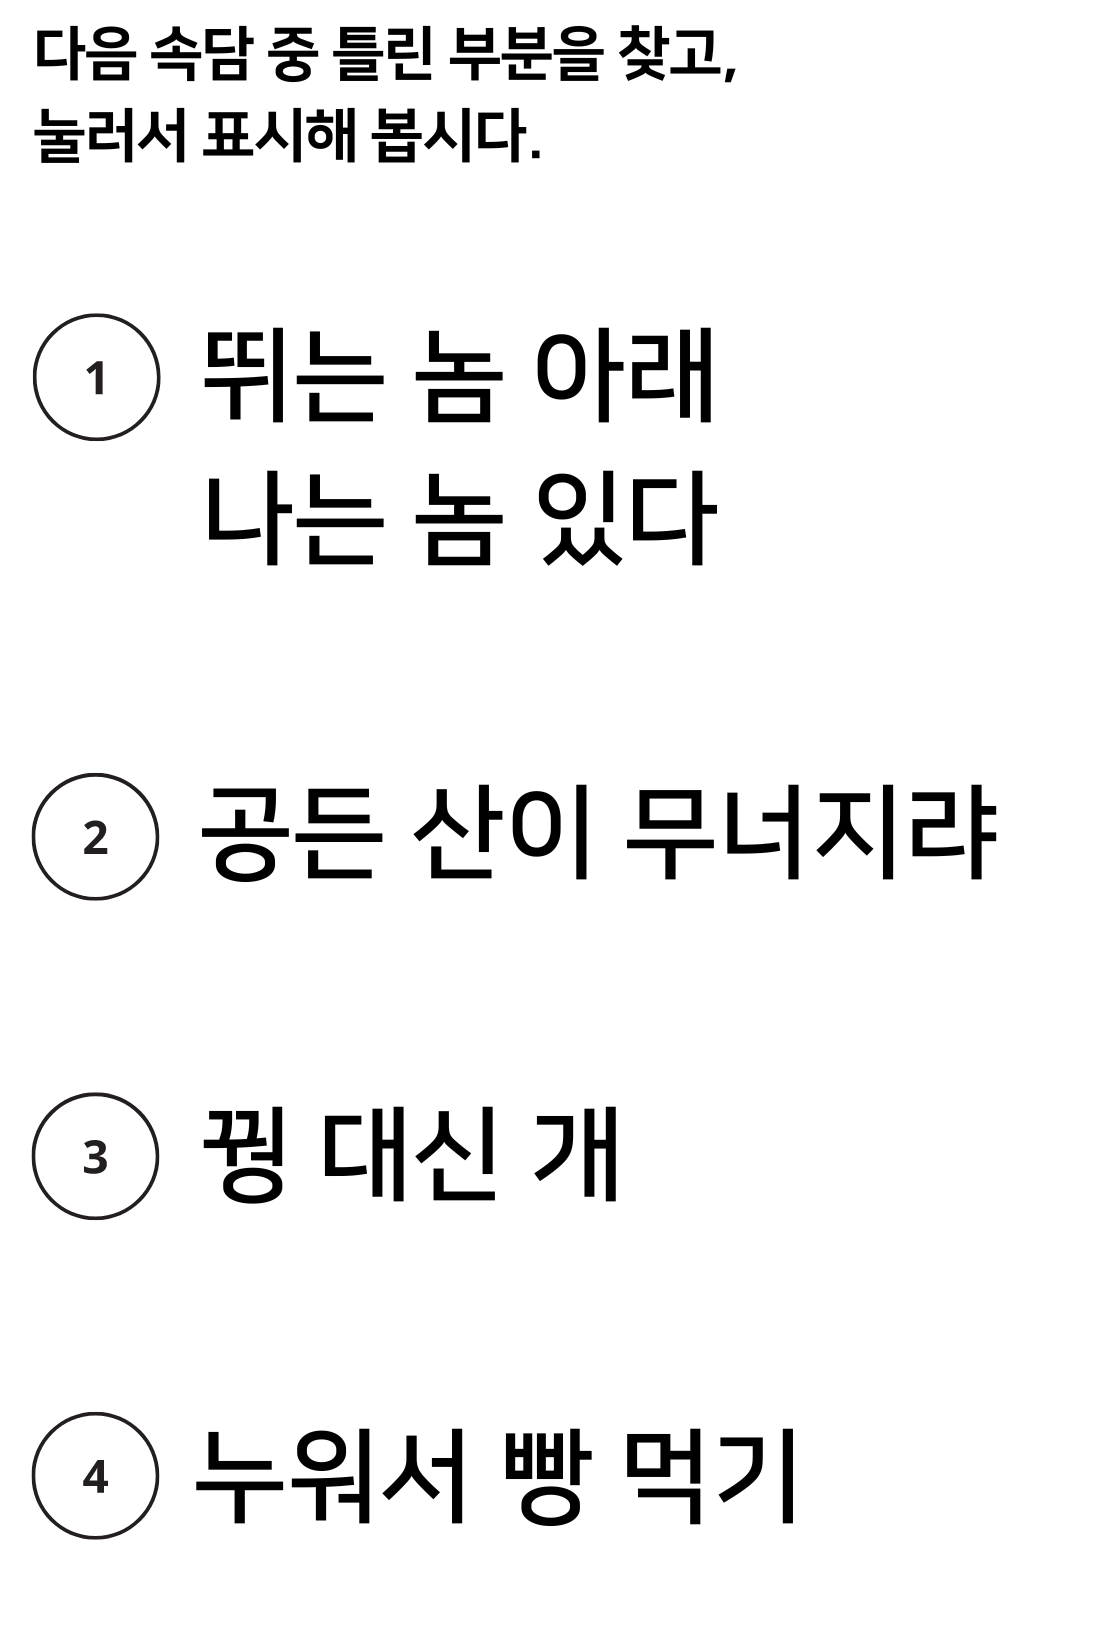 다음 속담 중 틀린 부분을 찾고,
눌러서 표시해 봅시다.
1 뛰는 놈 아래
나는 놈 있다
2 공든 산이 무너지랴
3 꿩 대신 개
4 누워서 빵 먹기